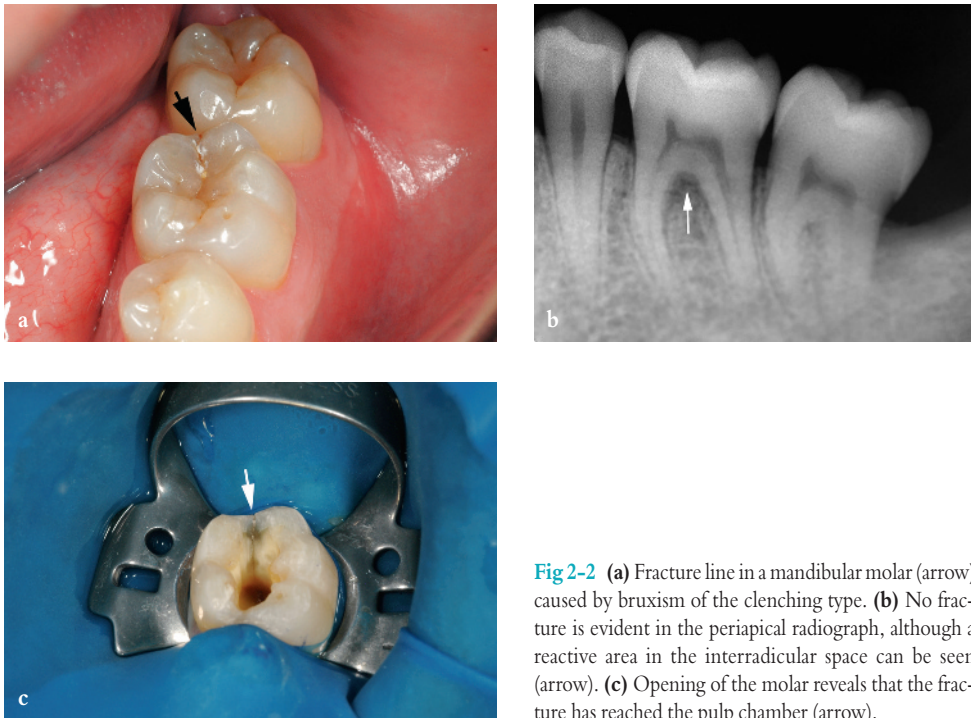 a
b
c
Fig 2-2 (a) Fracture line in a mandibular molar (arrow)
caused by bruxism of the clenching type. (b) No frac-
ture is evident in the periapical radiograph, although a
reactive area in the interradicular space can be seen
(arrow). (c) Opening of the molar reveals that the frac-
ture has reached the pulp chamber (arrow).